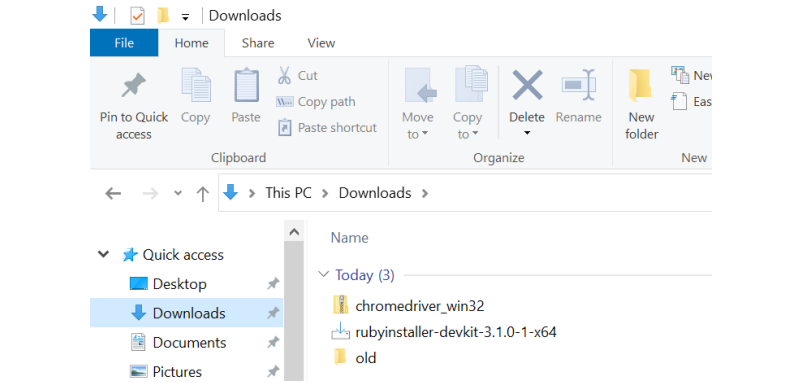 Downloads
File Home Share View
Pin to Quick access
Copy
Paste
Cut
Copy path
Paste shortcut
Clipboard
Move to
Copy to
Delete
Rename
Organize
New folder
New
Eas
New
This PC > Downloads >
Name
Quick access
Desktop
Downloads
Documents
Pictures
Today (3)
chromedriver_win32
rubyinstaller-devkit-3.1.0-1-x64
old